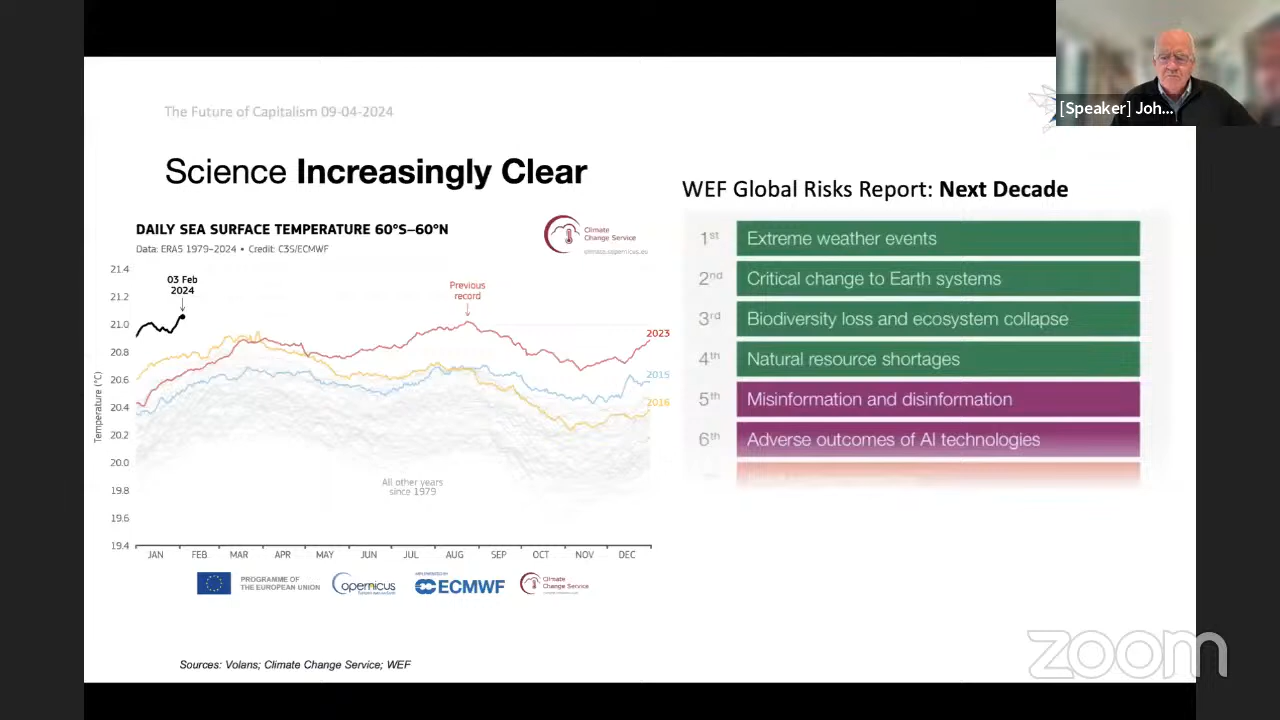 [Speaker] Joh...
The Future of Capitalism 09-04-2024
Science Increasingly Clear
DAILY SEA SURFACE TEMPERATURE 60°S–60°N
Data: ERA5 1979–2024 • Credit: C3S/ECMWF
Climate
Change Service
climate.copernicus.eu
Temperature (°C)
21.4
21.2
21.0
20.8
20.6
20.4
20.2
20.0
19.8
19.6
19.4
03 Feb
2024
Previous
record
2023
2015
2016
All other years
since 1979
JAN FEB MAR APR MAY JUN JUL AUG SEP OCT NOV DEC
PROGRAMME OF
THE EUROPEAN UNION
opernicus
IMPLEMENTED BY
ECMWF
Climate
Change Service
WEF Global Risks Report: Next Decade
1st Extreme weather events
2nd Critical change to Earth systems
3rd Biodiversity loss and ecosystem collapse
4th Natural resource shortages
5th Misinformation and disinformation
6th Adverse outcomes of AI technologies
Sources: Volans; Climate Change Service; WEF
zoom